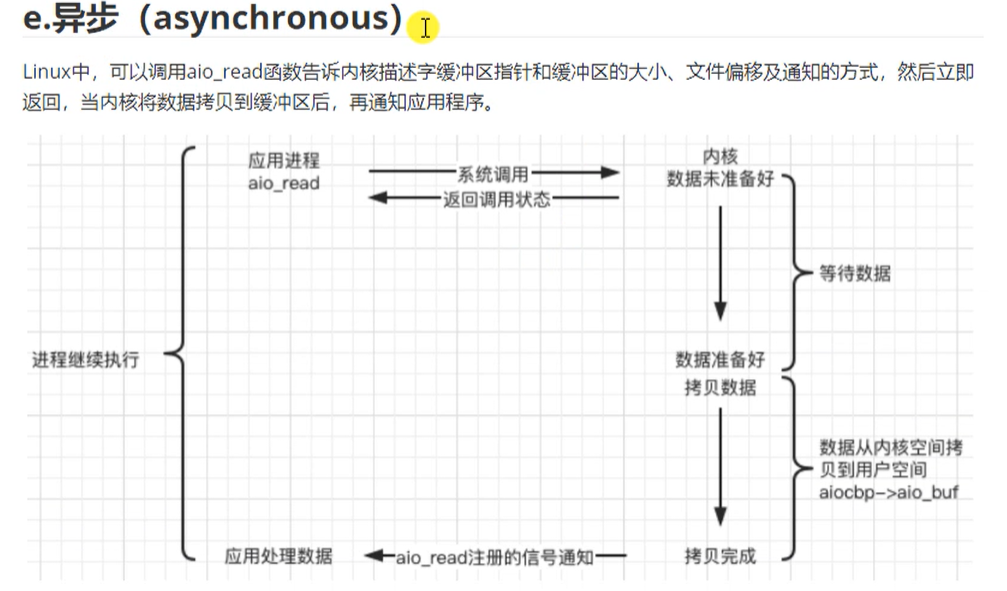 e.异步（asynchronous）
Linux中，可以调用aio_read函数告诉内核描述字缓冲区指针和缓冲区的大小、文件偏移及通知的方式，然后立即
返回，当内核将数据拷贝到缓冲区后，再通知应用程序。
应用进程
aio_read
系统调用
返回调用状态
内核
数据未准备好
等待数据
进程继续执行
数据准备好
拷贝数据
数据从内核空间拷
贝到用户空间
aiocbp->aio_buf
应用处理数据
aio_read注册的信号通知
拷贝完成